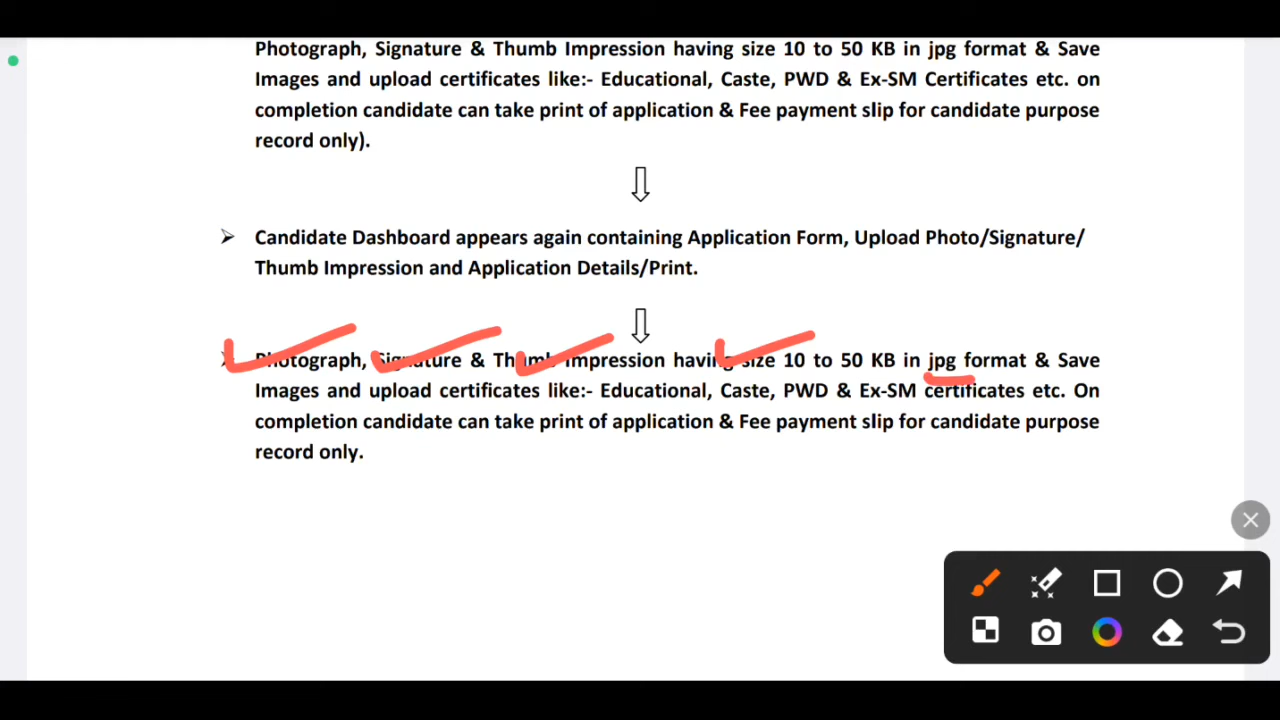 Photograph, Signature & Thumb Impression having size 10 to 50 KB in jpg format & Save
Images and upload certificates like:- Educational, Caste, PWD & Ex-SM Certificates etc. on
completion candidate can take print of application & Fee payment slip for candidate purpose
record only).
➢ Candidate Dashboard appears again containing Application Form, Upload Photo/Signature/
Thumb Impression and Application Details/Print.
➢ Photograph, Signature & Thumb Impression having size 10 to 50 KB in jpg format & Save
Images and upload certificates like:- Educational, Caste, PWD & Ex-SM certificates etc. On
completion candidate can take print of application & Fee payment slip for candidate purpose
record only.